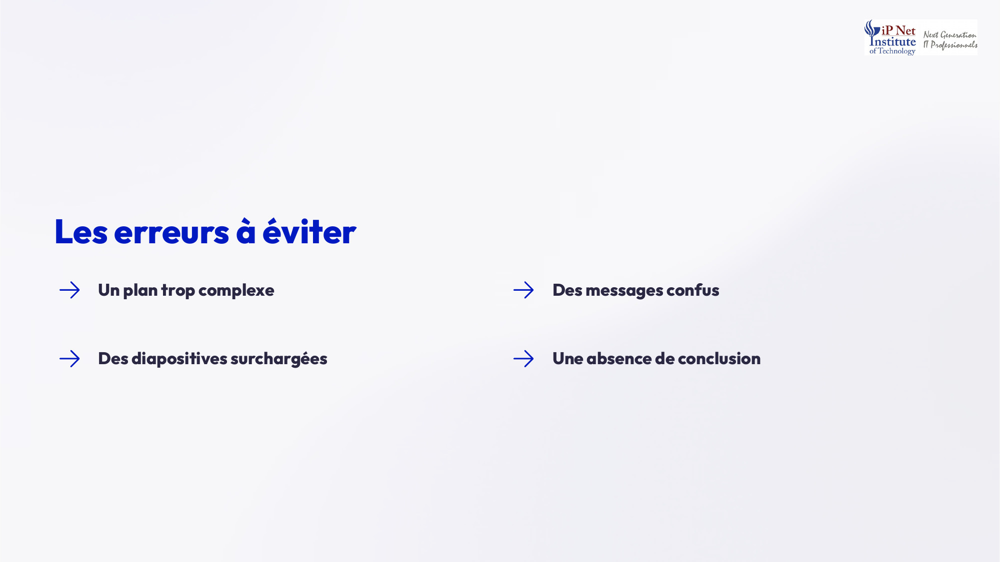 iP Net
Institute
of Technology
Next Generation
IT Professionnels
Les erreurs à éviter
Un plan trop complexe
Des messages confus
Des diapositives surchargées
Une absence de conclusion